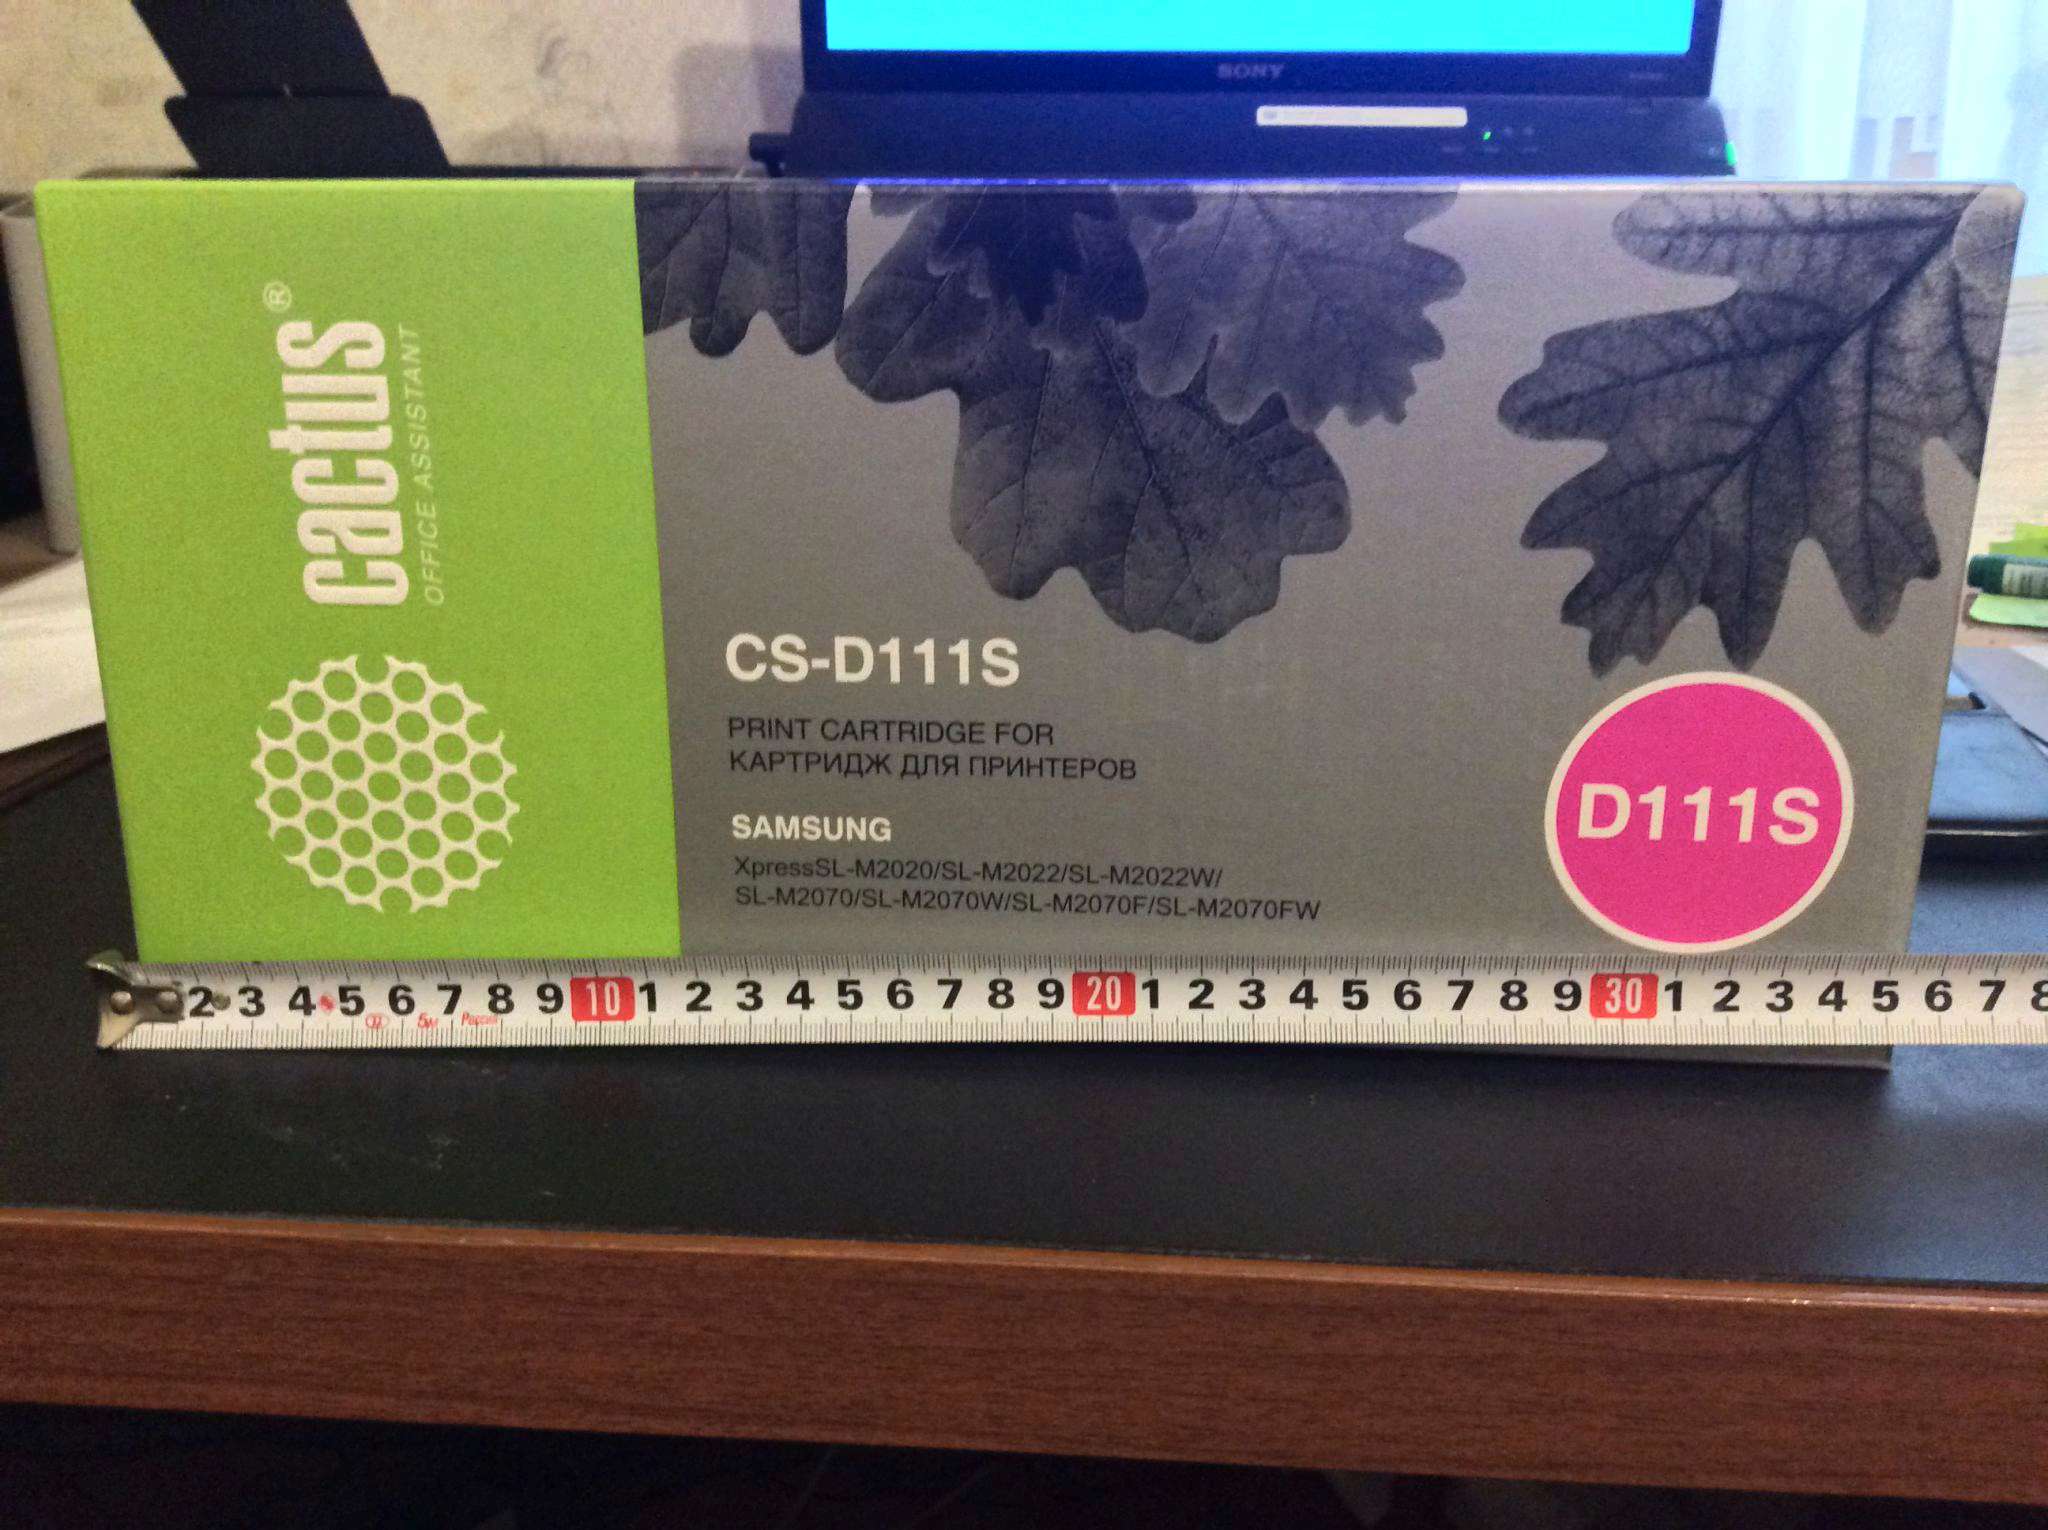 SONY
cactus®
OFFICE ASSISTANT
CS-D111S
PRINT CARTRIDGE FOR
КАРТРИДЖ ДЛЯ ПРИНТЕРОВ
SAMSUNG
XpressSL-M2020/SL-M2022/SL-M2022W/
SL-M2070/SL-M2070W/SL-M2070F/SL-M2070FW
D111S
2 3 4 5 6 7 8 9 10 1 2 3 4 5 6 7 8 9 20 1 2 3 4 5 6 7 8 9 30 1 2 3 4 5 6 7 8
5м Россия